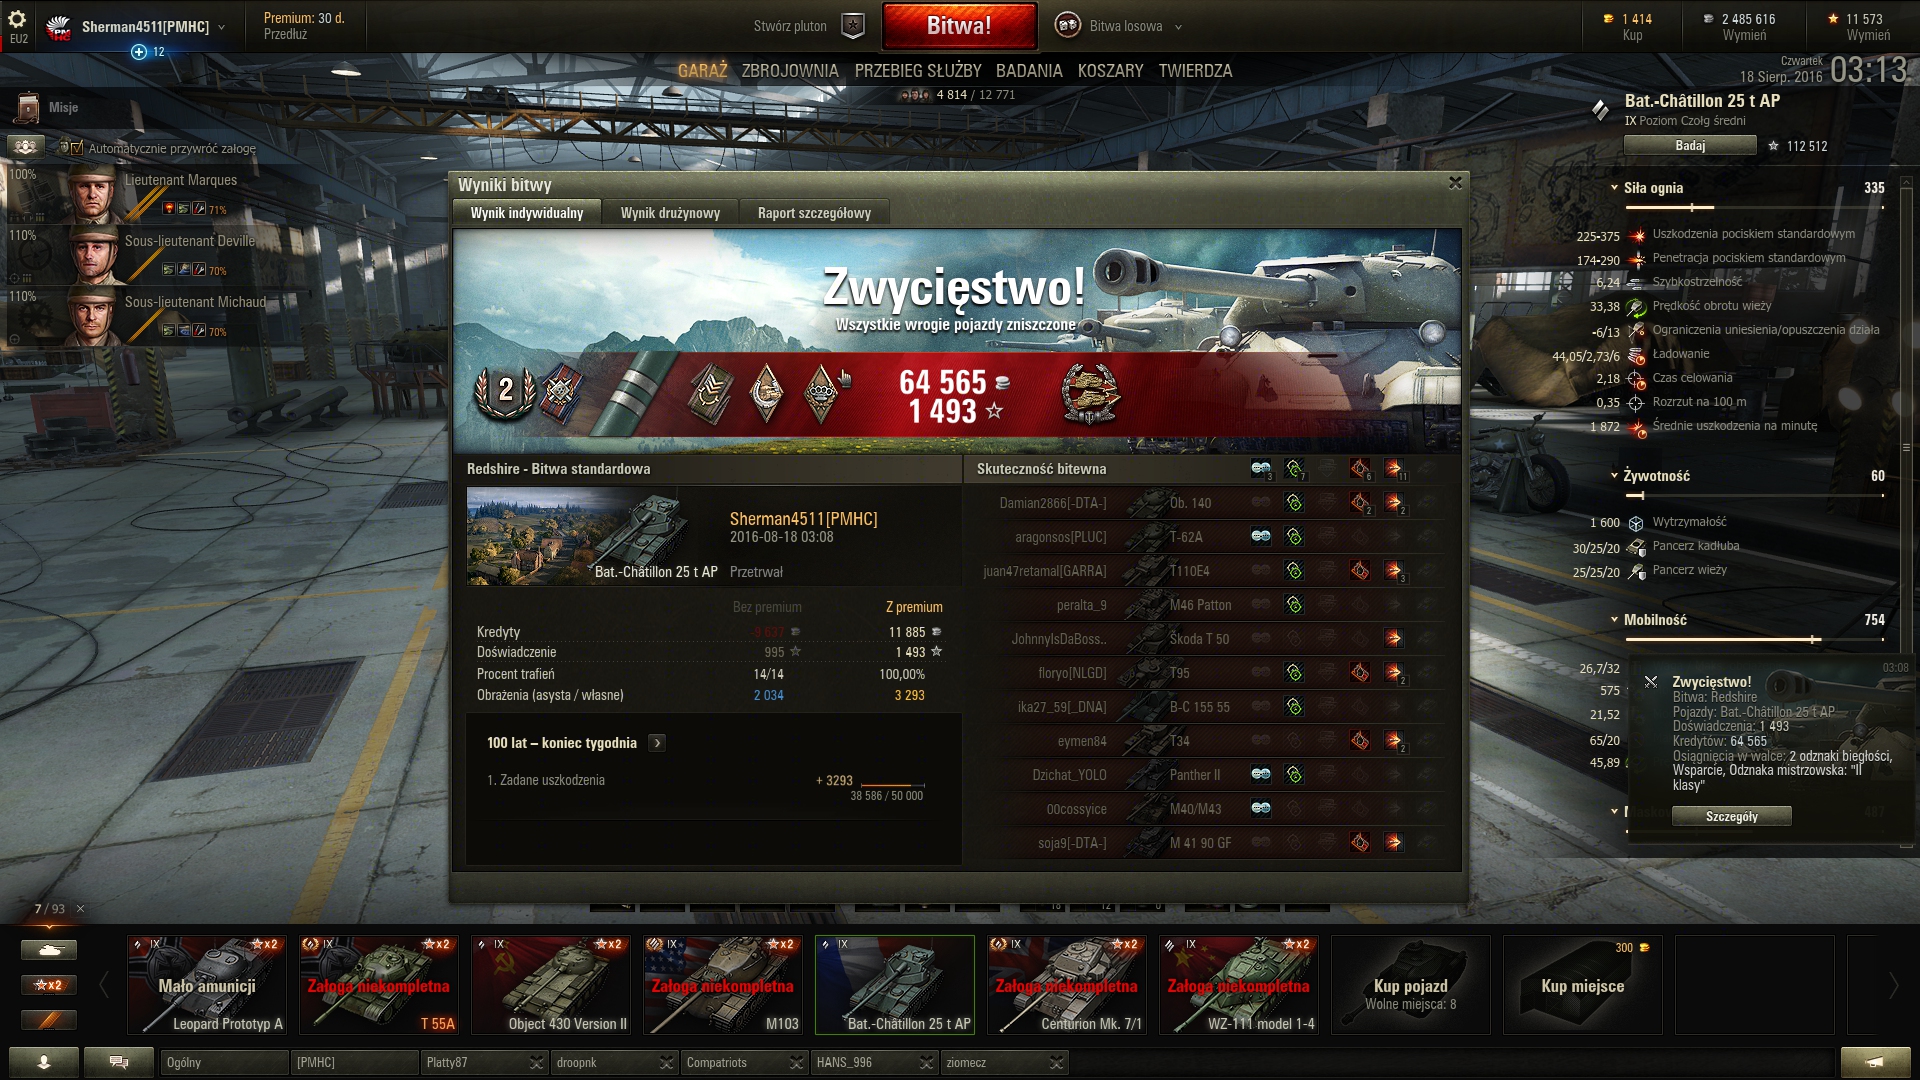 EU2
Sherman4511[PMHC]
12
Premium: 30 d.
Przedłuż
Stwórz pluton
Bitwa!
Bitwa losowa
1 414
Kup
2 485 616
Wymień
11 573
Wymień
GARAŻ
ZBROJOWNIA
PRZEBIEG SŁUŻBY
BADANIA
KOSZARY
TWIERDZA
4 814 / 12 771
Czwartek
18 Sierp. 2016
03:13
Misje
Automatycznie przywróć załogę
100%
Lieutenant Marques
71%
110%
Sous-lieutenant Deville
70%
110%
Sous-lieutenant Michaud
70%
Bat.-Châtillon 25 t AP
IX Poziom Czołg średni
Badaj
112 512
Siła ognia
335
225-375 Uszkodzenia pociskiem standardowym
174-290 Penetracja pociskiem standardowym
6,24 Szybkostrzelność
33,38 Prędkość obrotu wieży
-6/13 Ograniczenia uniesienia/opuszczenia działa
44,05/2,73/6 Ładowanie
2,18 Czas celowania
0,35 Rozrzut na 100 m
1 872 Średnie uszkodzenia na minutę
Żywotność
60
1 600 Wytrzymałość
30/25/20 Pancerz kadłuba
25/25/20 Pancerz wieży
Mobilność
754
26,7/32
575
21,52
65/20
45,89
Wyniki bitwy
Wynik indywidualny
Wynik drużynowy
Raport szczegółowy
Zwycięstwo!
Wszystkie wrogie pojazdy zniszczone
2
64 565
1 493
Redshire - Bitwa standardowa
Sherman4511[PMHC]
2016-08-18 03:08
Bat.-Châtillon 25 t AP
Przetrwał
Bez premium
Z premium
Kredyty -9 637 11 885
Doświadczenie 995 1 493
Procent trafień 14/14 100,00%
Obrażenia (asysta / własne) 2 034 3 293
100 lat – koniec tygodnia
1. Zadane uszkodzenia
+ 3293
38 586 / 50 000
Skuteczność bitewna
3
7
6
11
Damian2866[-DTA-] Ob. 140 2 2
aragonsos[PLUC] T-62A
juan47retamal[GARRA] T110E4 3
peralta_9 M46 Patton
JohnnyIsDaBoss.. Škoda T 50
floryo[NLGD] T95 2
ika27_59[_DNA] B-C 155 55
eymen84 T34 2
Dzichat_YOLO Panther II
00cossyice M40/M43
soja9[-DTA-] M 41 90 GF
03:08
Zwycięstwo!
Bitwa: Redshire
Pojazdy: Bat.-Châtillon 25 t AP
Doświadczenia: 1 493
Kredytów: 64 565
Osiągnięcia w walce: 2 odznaki biegłości,
Wsparcie, Odznaka mistrzowska: "II
klasy"
Szczegóły
7 / 93
18
12
0
x2
IX
x2
Mało amunicji
Leopard Prototyp A
IX
x2
Załoga niekompletna
T 55A
IX
x2
Object 430 Version II
IX
x2
Załoga niekompletna
M103
IX
Bat.-Châtillon 25 t AP
IX
x2
Załoga niekompletna
Centurion Mk. 7/1
IX
x2
Załoga niekompletna
WZ-111 model 1-4
Kup pojazd
Wolne miejsca: 8
300
Kup miejsce
Ogólny
[PMHC]
Platty87
droopnk
Compatriots
HANS_996
ziomecz